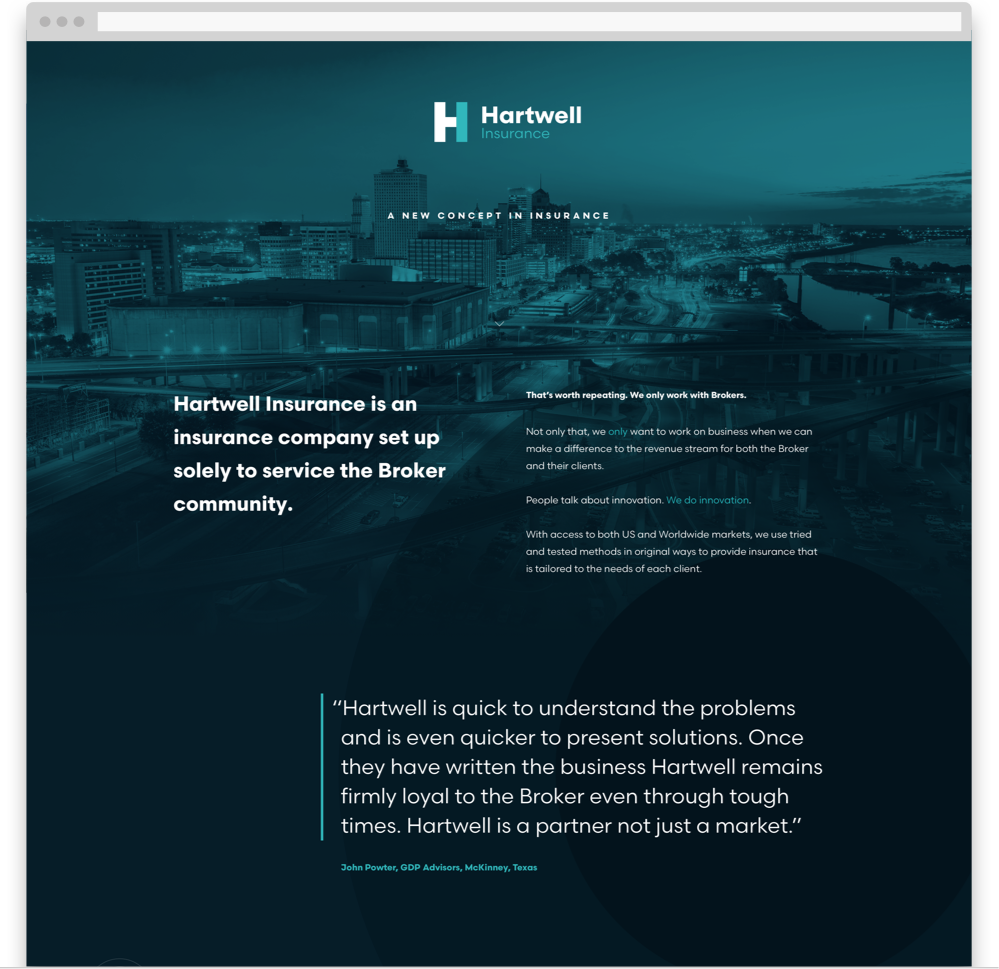 Hartwell
Insurance
A NEW CONCEPT IN INSURANCE
Hartwell Insurance is an
insurance company set up
solely to service the Broker
community.
That's worth repeating. We only work with Brokers.
Not only that, we only want to work on business when we can
make a difference to the revenue stream for both the Broker
and their clients.
People talk about innovation. We do innovation.
With access to both US and Worldwide markets, we use tried
and tested methods in original ways to provide insurance that
is tailored to the needs of each client.
“Hartwell is quick to understand the problems
and is even quicker to present solutions. Once
they have written the business Hartwell remains
firmly loyal to the Broker even through tough
times. Hartwell is a partner not just a market.”
John Powter, GDP Advisors, McKinney, Texas